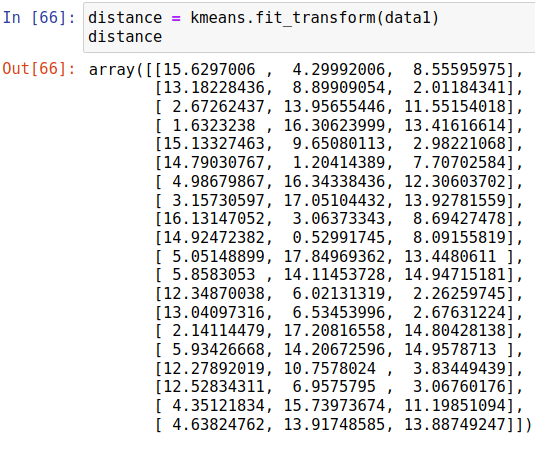 In [66]: distance = kmeans.fit_transform(data1)
distance
Out[66]: array([[15.6297006 ,  4.29992006,  8.55595975],
[13.18228436,  8.89909054,  2.01184341],
[ 2.67262437, 13.95655446, 11.55154018],
[ 1.6323238 , 16.30623999, 13.41616614],
[15.13327463,  9.65080113,  2.98221068],
[14.79030767,  1.20414389,  7.70702584],
[ 4.98679867, 16.34338436, 12.30603702],
[ 3.15730597, 17.05104432, 13.92781559],
[16.13147052,  3.06373343,  8.69427478],
[14.92472382,  0.52991745,  8.09155819],
[ 5.05148899, 17.84969362, 13.4480611 ],
[ 5.8583053 , 14.11453728, 14.94715181],
[12.34870038,  6.02131319,  2.26259745],
[13.04097316,  6.53453996,  2.67631224],
[ 2.14114479, 17.20816558, 14.80428138],
[ 5.93426668, 14.20672596, 14.9578713 ],
[12.27892019, 10.7578024 ,  3.83449439],
[12.52834311,  6.9575795 ,  3.06760176],
[ 4.35121834, 15.73973674, 11.19851094],
[ 4.63824762, 13.91748585, 13.88749247]])